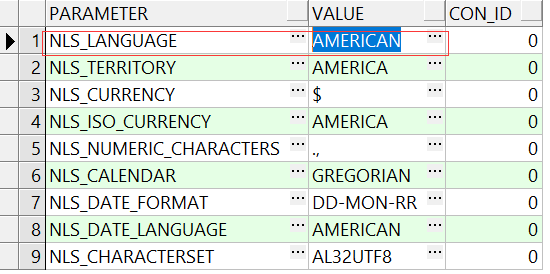 PARAMETER VALUE CON_ID
1 NLS_LANGUAGE ... AMERICAN ... 0
2 NLS_TERRITORY ... AMERICA ... 0
3 NLS_CURRENCY ... $ ... 0
4 NLS_ISO_CURRENCY ... AMERICA ... 0
5 NLS_NUMERIC_CHARACTERS ... ., ... 0
6 NLS_CALENDAR ... GREGORIAN ... 0
7 NLS_DATE_FORMAT ... DD-MON-RR ... 0
8 NLS_DATE_LANGUAGE ... AMERICAN ... 0
9 NLS_CHARACTERSET ... AL32UTF8 ... 0